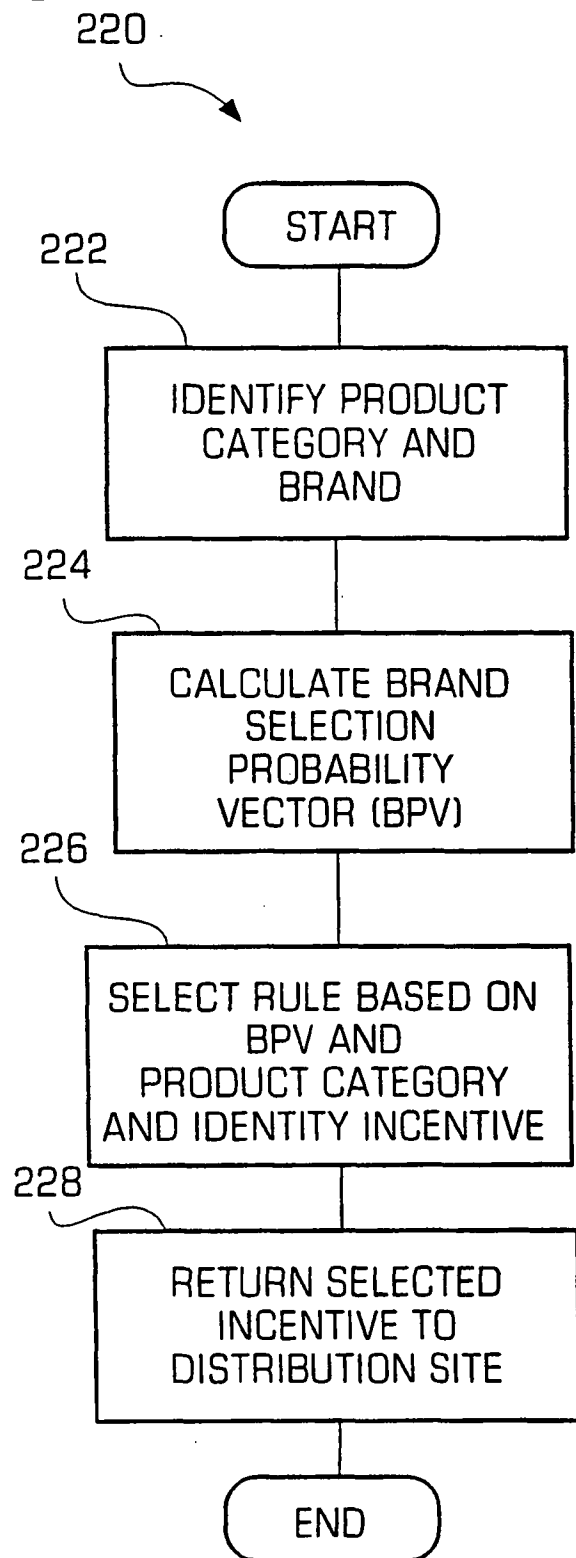 220
START
222
IDENTIFY PRODUCT
CATEGORY AND
BRAND
224
CALCULATE BRAND
SELECTION
PROBABILITY
VECTOR (BPV)
226
SELECT RULE BASED ON
BPV AND
PRODUCT CATEGORY
AND IDENTITY INCENTIVE
228
RETURN SELECTED
INCENTIVE TO
DISTRIBUTION SITE
END